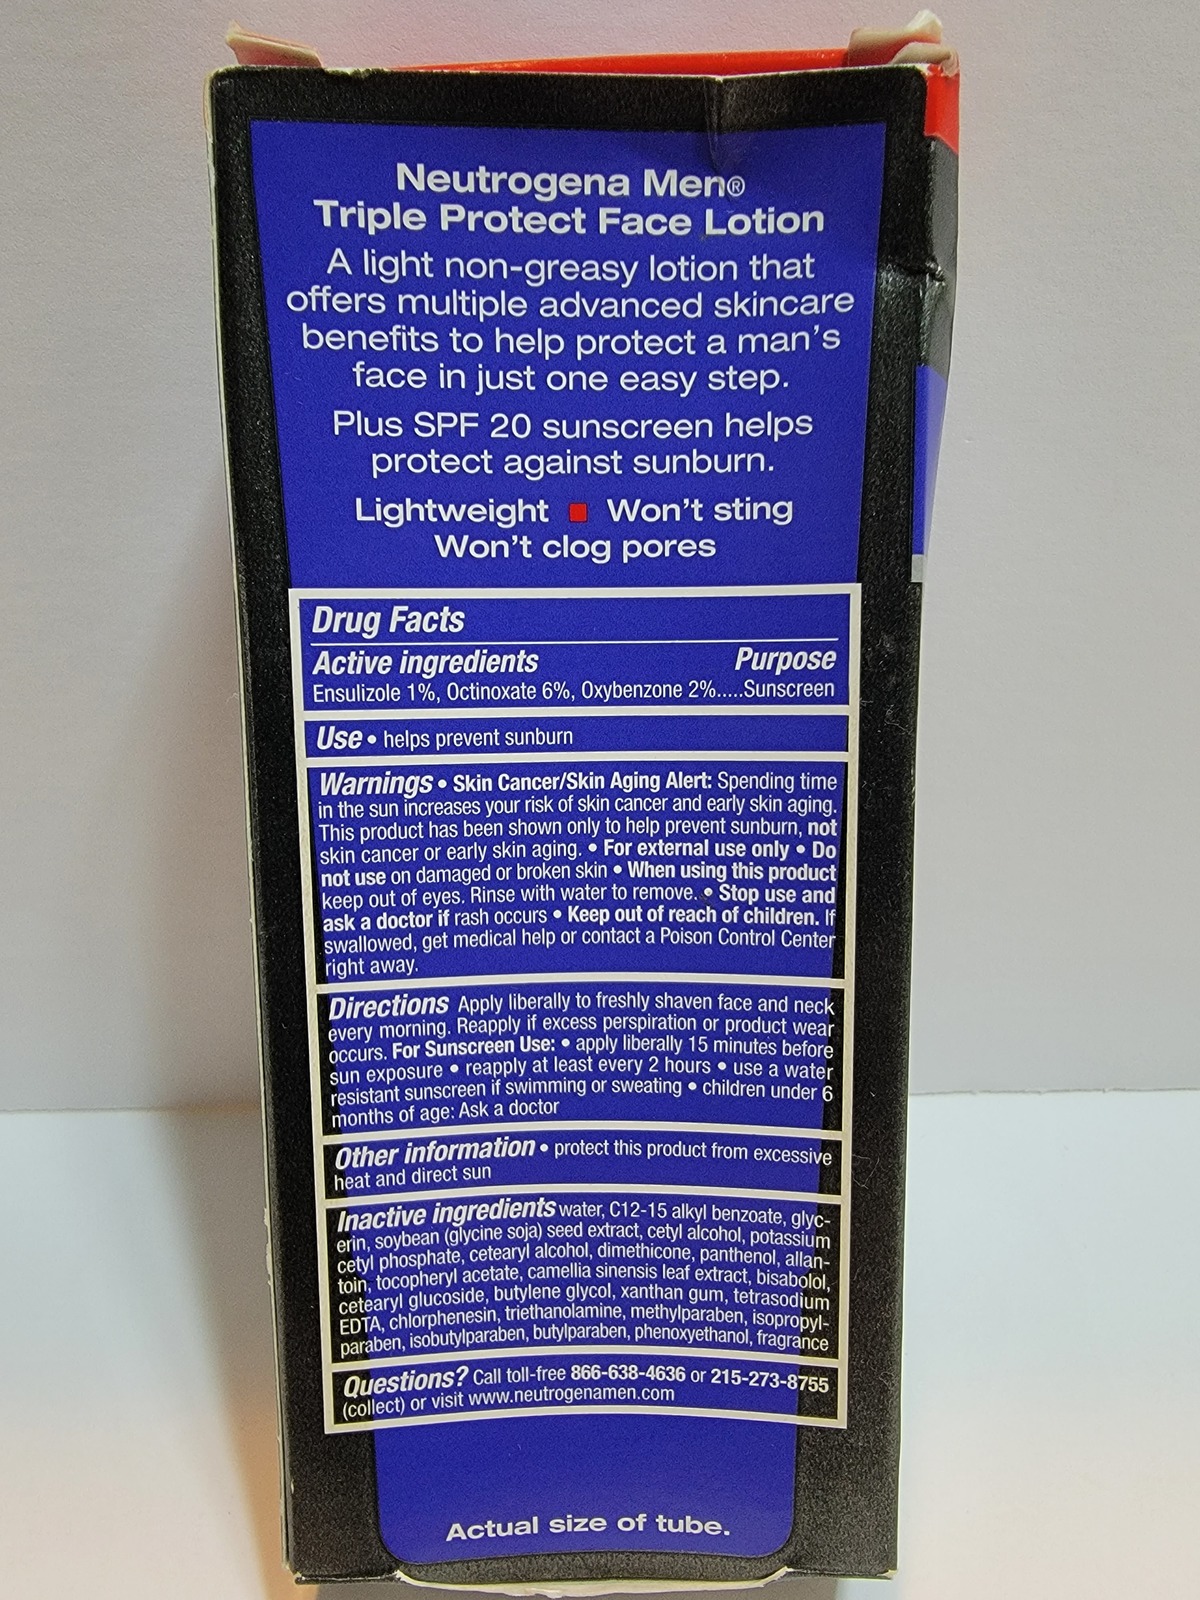 Neutrogena Men®
Triple Protect Face Lotion
A light non-greasy lotion that
offers multiple advanced skincare
benefits to help protect a man's
face in just one easy step.
Plus SPF 20 sunscreen helps
protect against sunburn.
Lightweight ■ Won't sting
Won't clog pores
Drug Facts
Active ingredients Purpose
Ensulizole 1%, Octinoxate 6%, Oxybenzone 2%.....Sunscreen
Use • helps prevent sunburn
Warnings • Skin Cancer/Skin Aging Alert: Spending time
in the sun increases your risk of skin cancer and early skin aging.
This product has been shown only to help prevent sunburn, not
skin cancer or early skin aging. • For external use only • Do
not use on damaged or broken skin • When using this product
keep out of eyes. Rinse with water to remove. • Stop use and
ask a doctor if rash occurs • Keep out of reach of children. If
swallowed, get medical help or contact a Poison Control Center
right away.
Directions Apply liberally to freshly shaven face and neck
every morning. Reapply if excess perspiration or product wear
occurs. For Sunscreen Use: • apply liberally 15 minutes before
sun exposure • reapply at least every 2 hours • use a water
resistant sunscreen if swimming or sweating • children under 6
months of age: Ask a doctor
Other information • protect this product from excessive
heat and direct sun
Inactive ingredients water, C12-15 alkyl benzoate, glyc-
erin, soybean (glycine soja) seed extract, cetyl alcohol, potassium
cetyl phosphate, cetearyl alcohol, dimethicone, panthenol, allan-
toin, tocopheryl acetate, camellia sinensis leaf extract, bisabolol,
cetearyl glucoside, butylene glycol, xanthan gum, tetrasodium
EDTA, chlorphenesin, triethanolamine, methylparaben, isopropyl-
paraben, isobutylparaben, butylparaben, phenoxyethanol, fragrance
Questions? Call toll-free 866-638-4636 or 215-273-8755
(collect) or visit www.neutrogenamen.com
Actual size of tube.